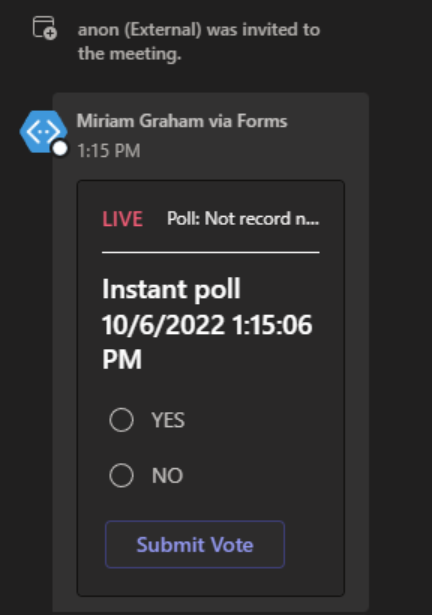 anon (External) was invited to
the meeting.
Miriam Graham via Forms
1:15 PM
LIVE Poll: Not record n...
Instant poll
10/6/2022 1:15:06
PM
YES
NO
Submit Vote